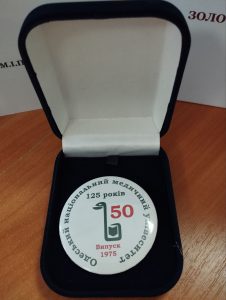 М.І.П
ЗОЛО
Одеський національний медичний університет
125 років
50
Випуск
1975